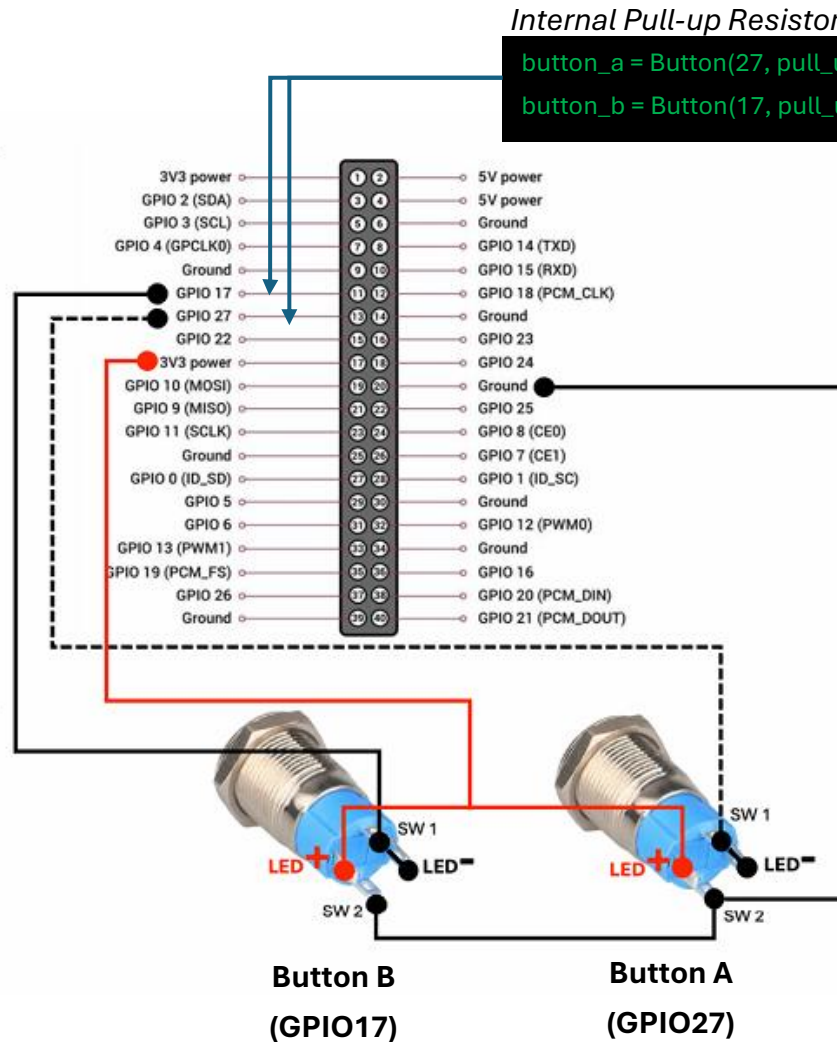 Internal Pull-up Resistor
button_a = Button(27, pull_u
button_b = Button(17, pull_u
3V3 power 1 2 5V power
GPIO 2 (SDA) 3 4 5V power
GPIO 3 (SCL) 5 6 Ground
GPIO 4 (GPCLK0) 7 8 GPIO 14 (TXD)
Ground 9 10 GPIO 15 (RXD)
GPIO 17 11 12 GPIO 18 (PCM_CLK)
GPIO 27 13 14 Ground
GPIO 22 15 16 GPIO 23
3V3 power 17 18 GPIO 24
GPIO 10 (MOSI) 19 20 Ground
GPIO 9 (MISO) 21 22 GPIO 25
GPIO 11 (SCLK) 23 24 GPIO 8 (CE0)
Ground 25 26 GPIO 7 (CE1)
GPIO 0 (ID_SD) 27 28 GPIO 1 (ID_SC)
GPIO 5 29 30 Ground
GPIO 6 31 32 GPIO 12 (PWM0)
GPIO 13 (PWM1) 33 34 Ground
GPIO 19 (PCM_FS) 35 36 GPIO 16
GPIO 26 37 38 GPIO 20 (PCM_DIN)
Ground 39 40 GPIO 21 (PCM_DOUT)
SW 1
LED+
LED-
SW 2
SW 1
LED+
LED-
SW 2
Button B
(GPIO17)
Button A
(GPIO27)